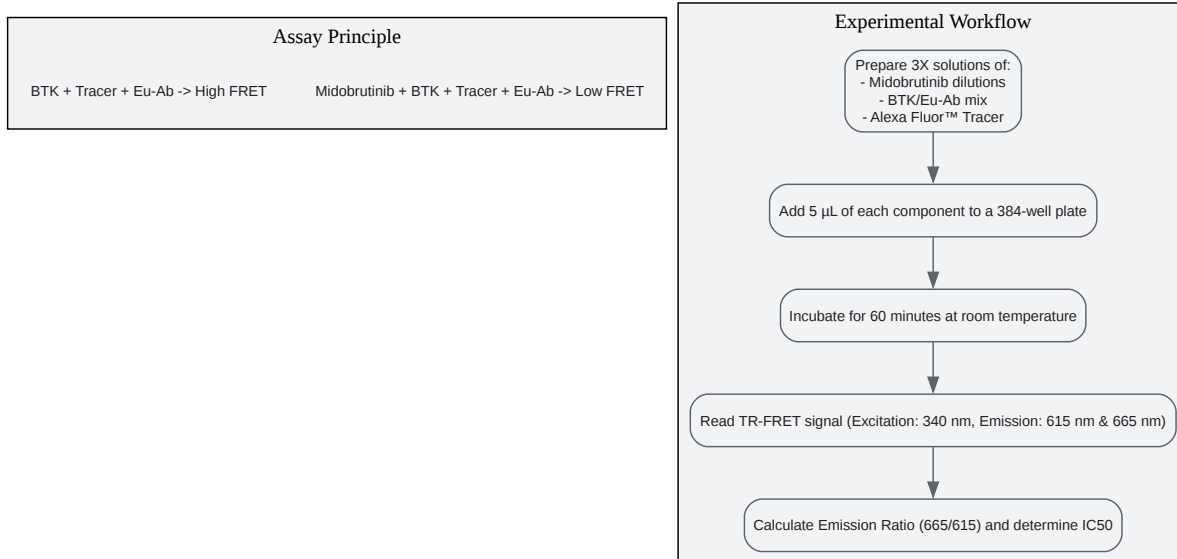 Assay Principle
BTK + Tracer + Eu-Ab -> High FRET
Midobrutinib + BTK + Tracer + Eu-Ab -> Low FRET
Experimental Workflow
Prepare 3X solutions of:
- Midobrutinib dilutions
- BTK/Eu-Ab mix
- Alexa Fluor™ Tracer
Add 5 µL of each component to a 384-well plate
Incubate for 60 minutes at room temperature
Read TR-FRET signal (Excitation: 340 nm, Emission: 615 nm & 665 nm)
Calculate Emission Ratio (665/615) and determine IC50